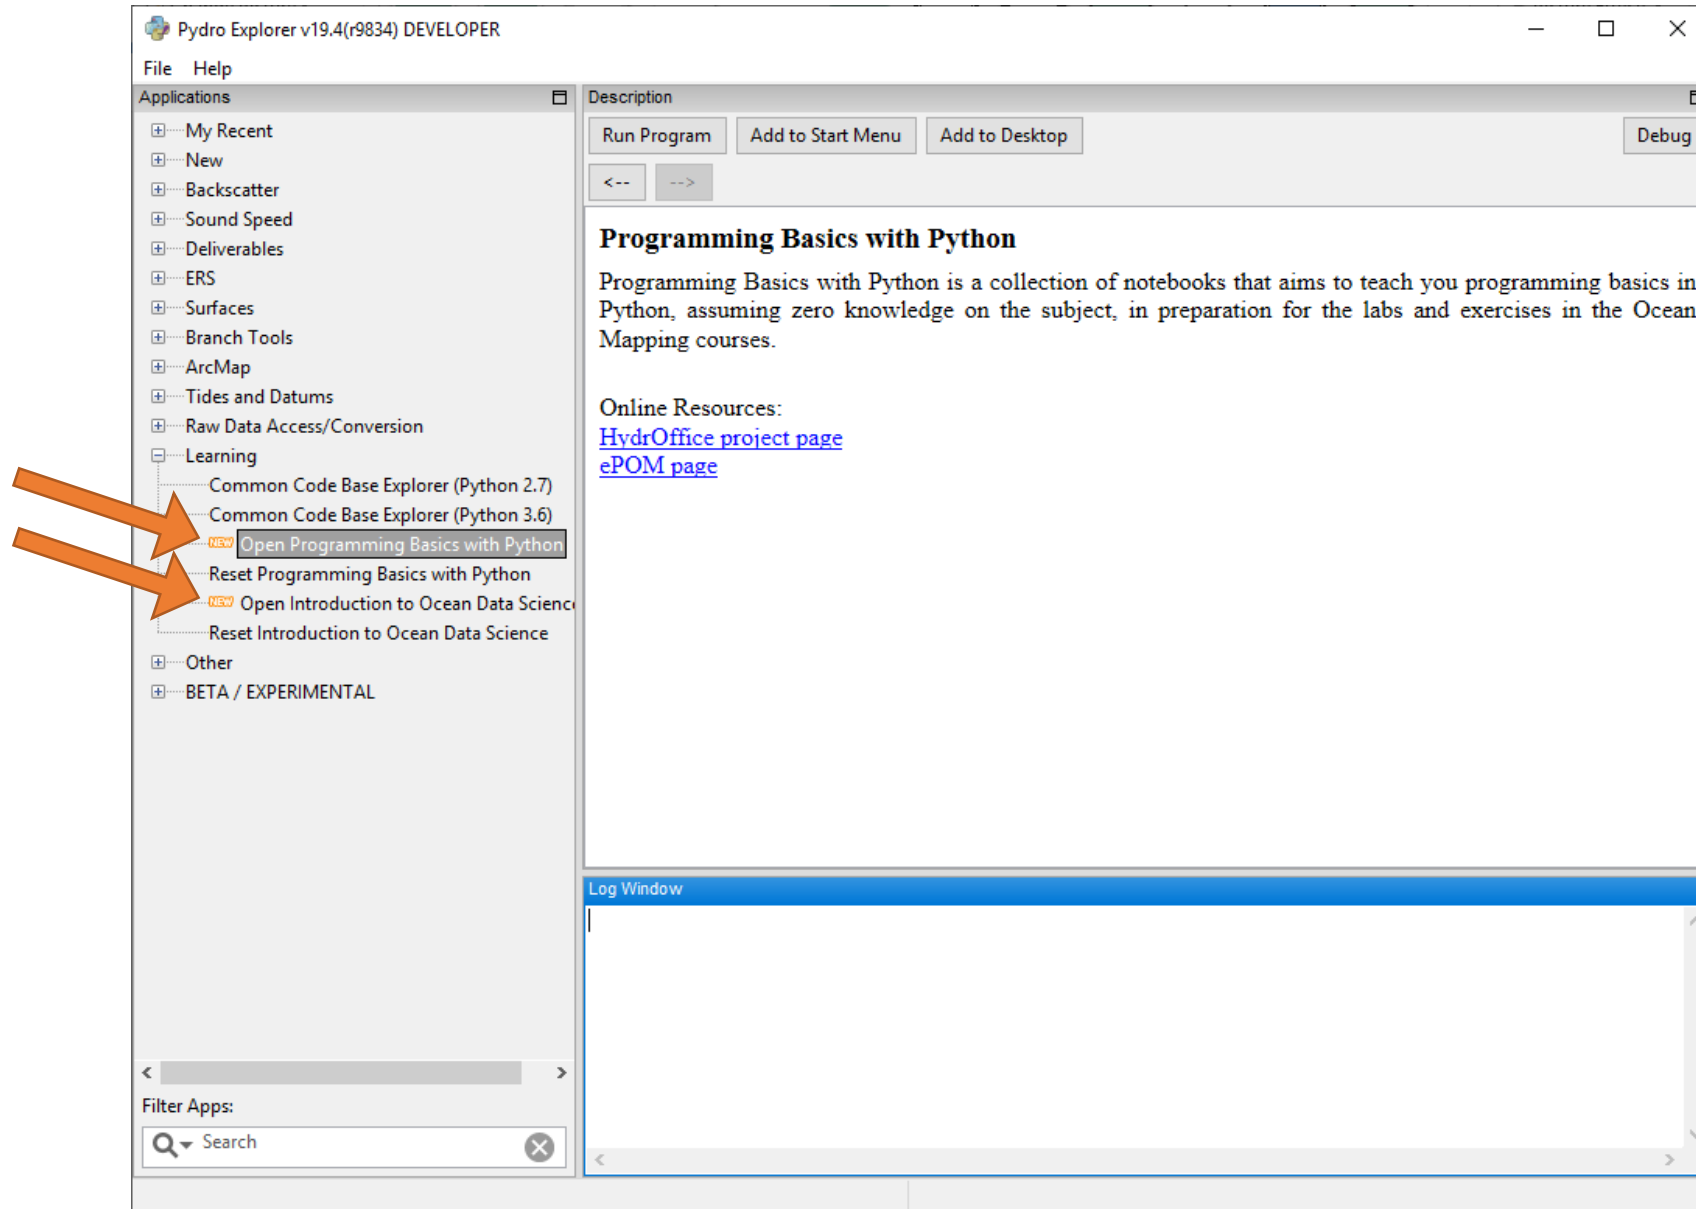 Pydro Explorer v19.4(r9834) DEVELOPER
File Help
Applications
My Recent
New
Backscatter
Sound Speed
Deliverables
ERS
Surfaces
Branch Tools
ArcMap
Tides and Datums
Raw Data Access/Conversion
Learning
Common Code Base Explorer (Python 2.7)
Common Code Base Explorer (Python 3.6)
NEW Open Programming Basics with Python
Reset Programming Basics with Python
NEW Open Introduction to Ocean Data Science
Reset Introduction to Ocean Data Science
Other
BETA / EXPERIMENTAL
Filter Apps:
Search
Description
Run Program Add to Start Menu Add to Desktop Debug
<-- -->
Programming Basics with Python
Programming Basics with Python is a collection of notebooks that aims to teach you programming basics in
Python, assuming zero knowledge on the subject, in preparation for the labs and exercises in the Ocean
Mapping courses.
Online Resources:
HydrOffice project page
ePOM page
Log Window